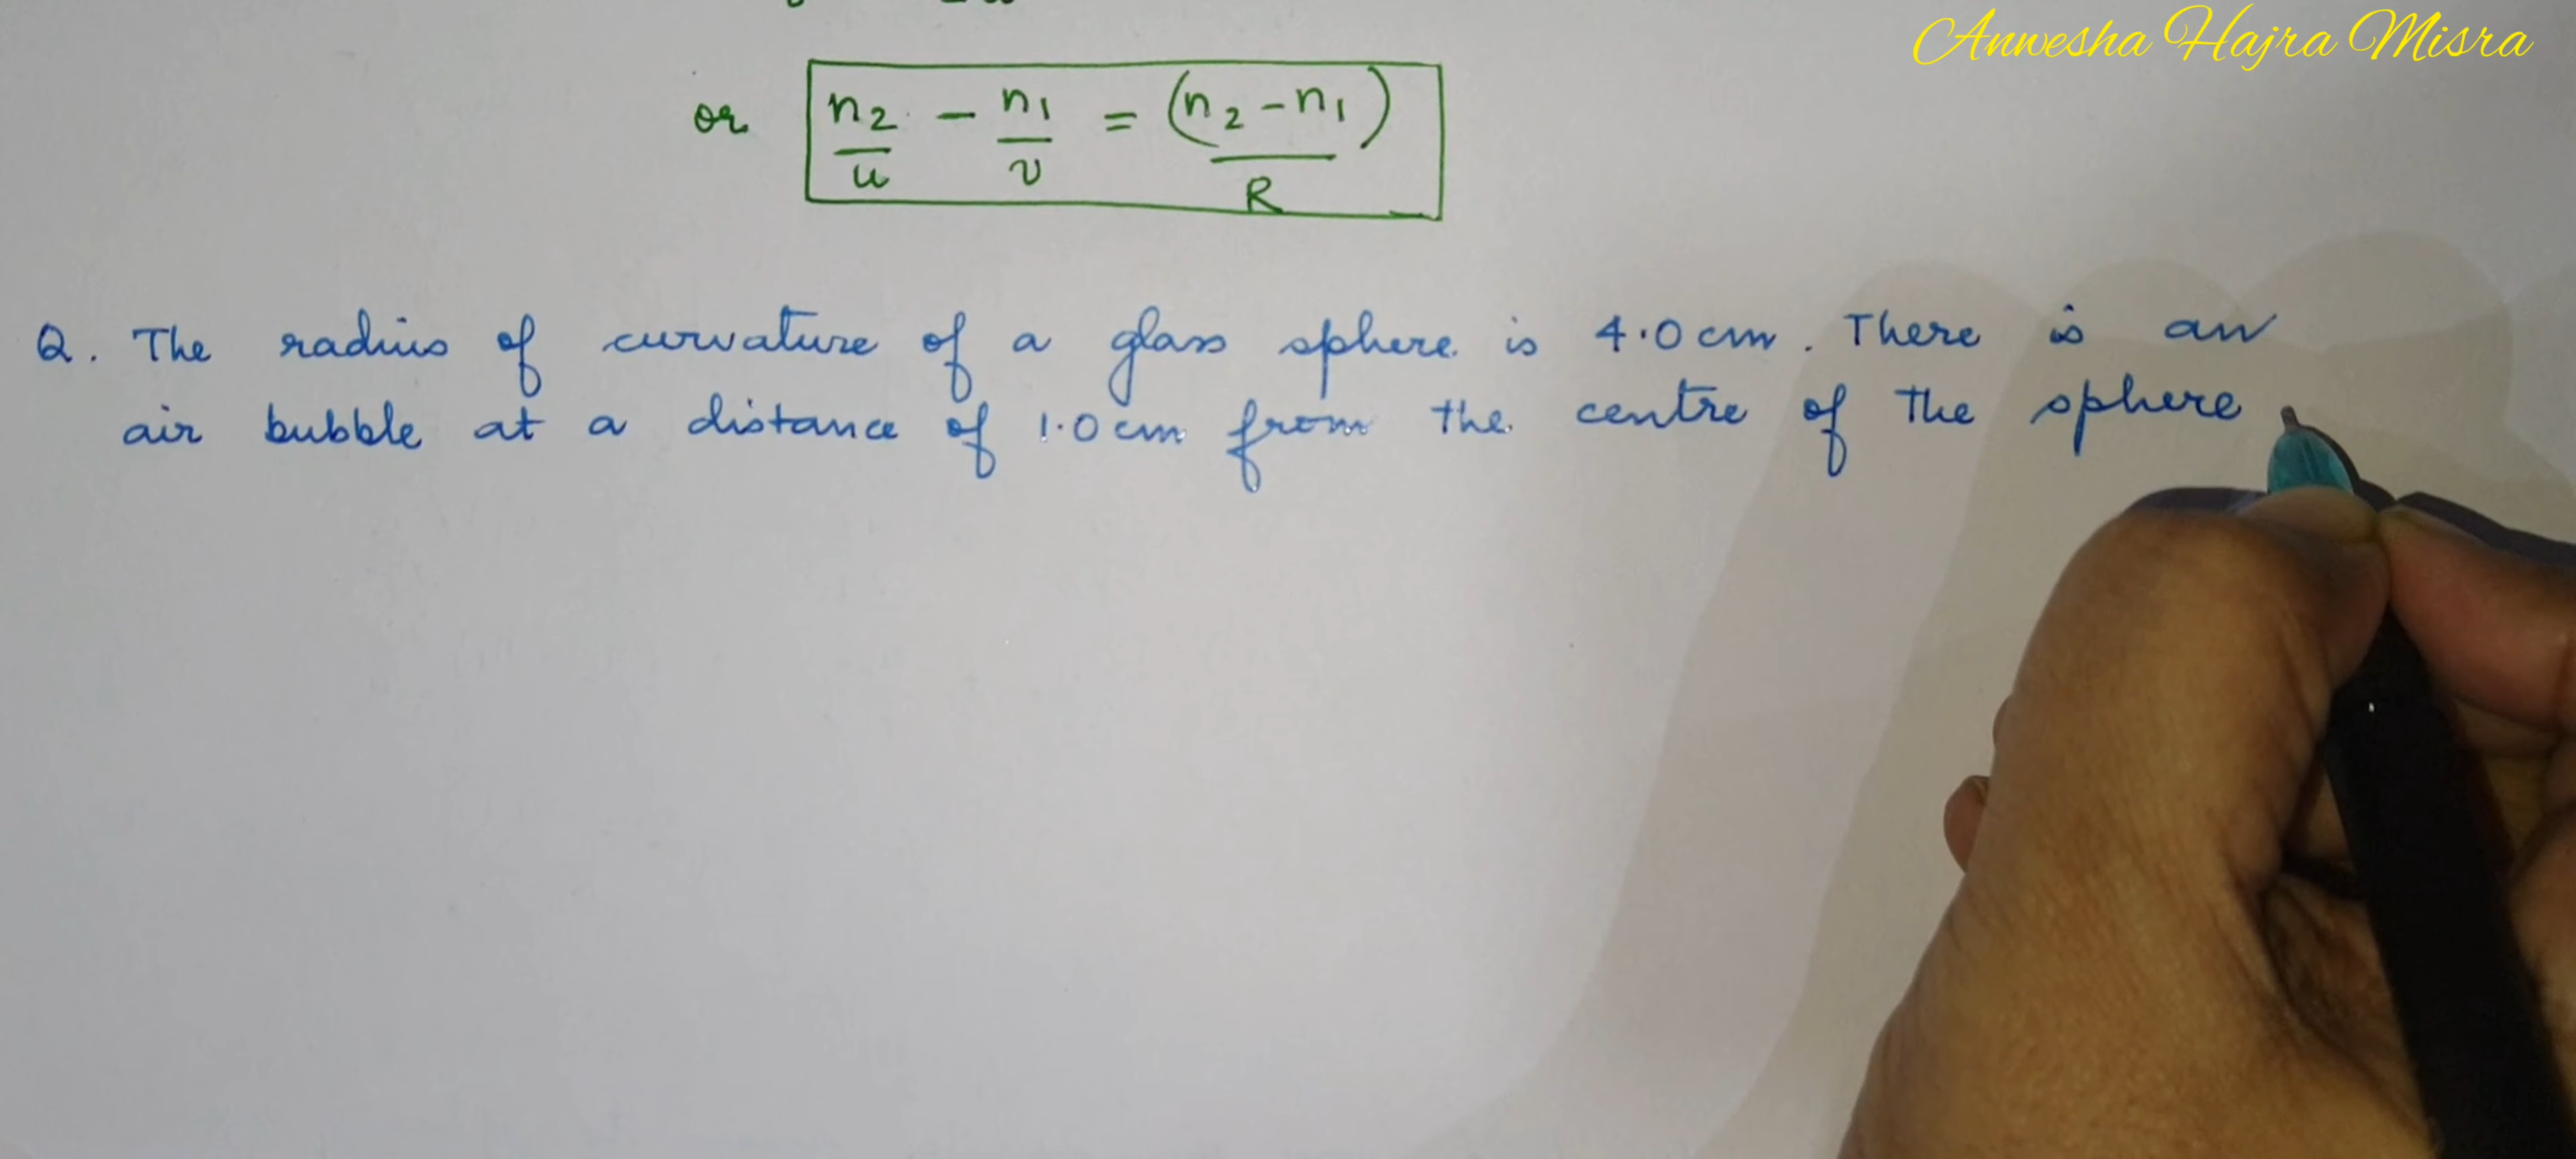 Anwesha Hajra Misra
or n₂/u - n₁/v = (n₂-n₁)/R
Q. The radius of curvature of a glass sphere is 4.0 cm. There is an
air bubble at a distance of 1.0 cm from the centre of the sphere